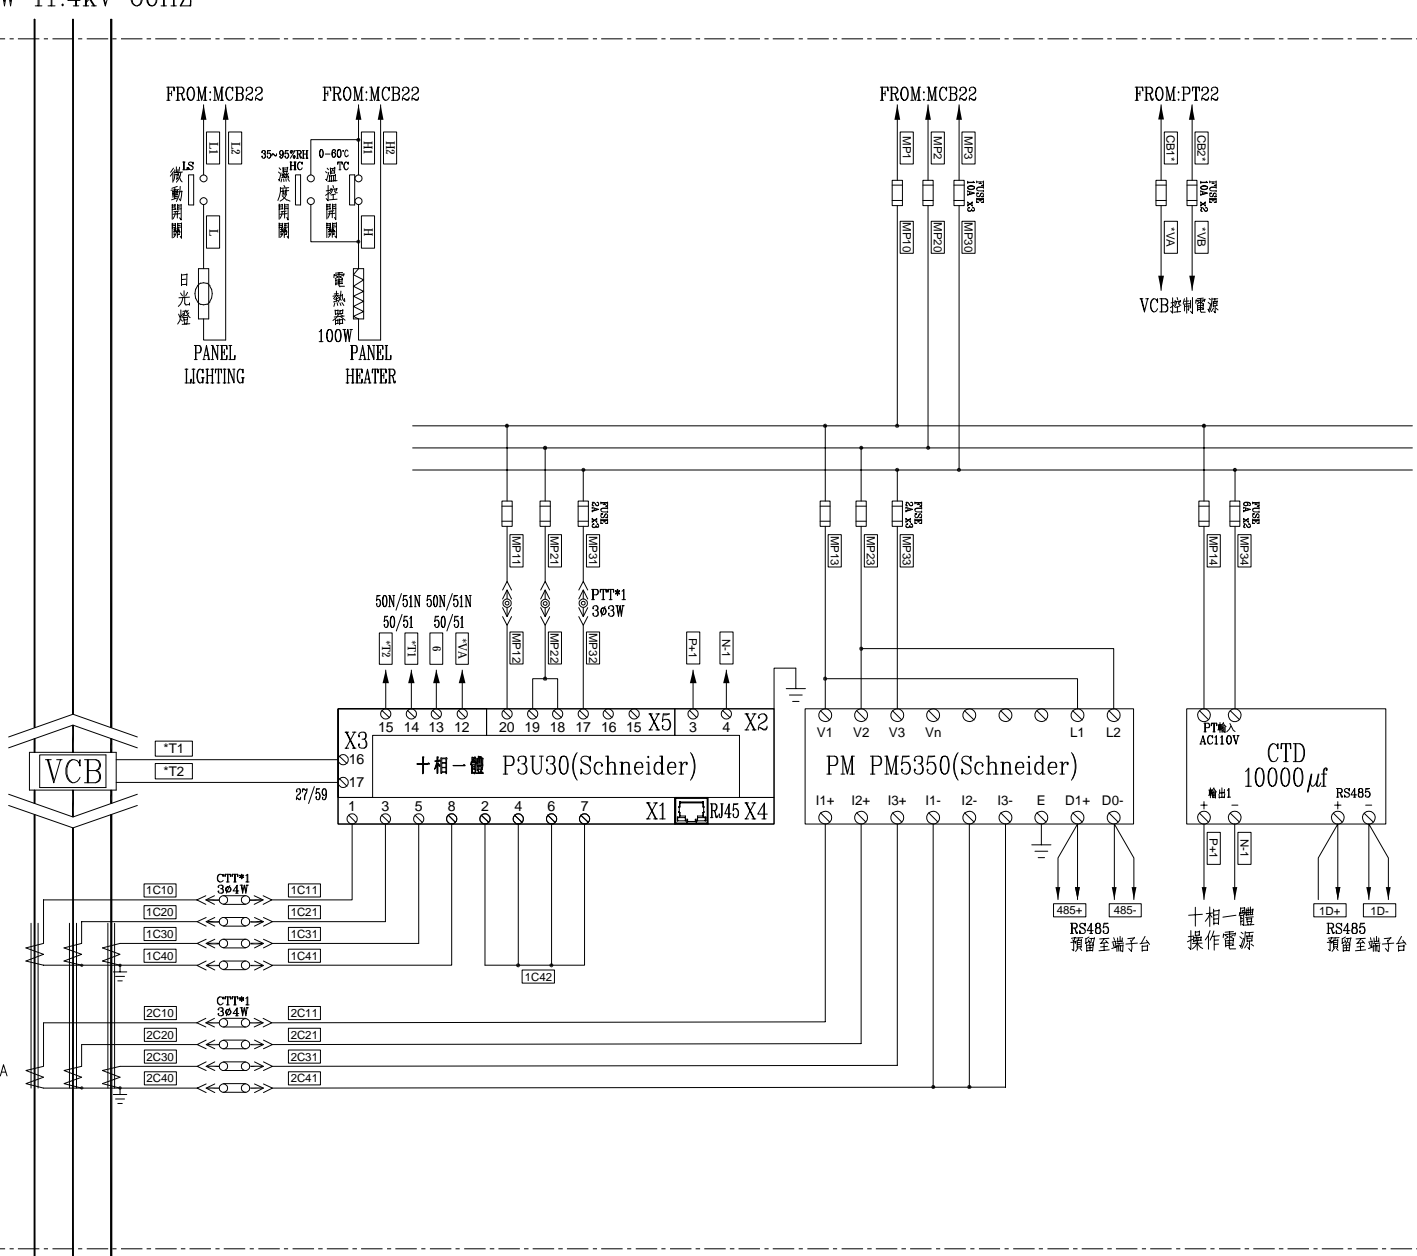 FROM:MCB22
FROM:MCB22
FROM:MCB22
FROM:PT22
L1
L2
LS
微動開關
L
日光燈
PANEL
LIGHTING
35~95%RH
HC
濕度開關
0-60℃
TC
溫控開關
H1
H2
H
電熱器
100W
PANEL
HEATER
MP1
MP2
MP3
FUSE
10A x3
MP10
MP20
MP30
CB1*
CB2*
FUSE
10A x2
*VA
*VB
VCB控制電源
FUSE
2A x3
MP11
MP21
MP31
PTT*1
3ø3W
MP12
MP22
MP32
FUSE
2A x3
MP13
MP23
MP33
FUSE
6A x2
MP14
MP34
50N/51N 50N/51N
50/51 50/51
*T2
*T1
6
*VA
P+1
N-1
15 14 13 12 20 19 18 17 16 15 X5 3 4 X2
X3
16
17
十相一體 P3U30(Schneider)
27/59
1 3 5 8 2 4 6 7 X1 RJ45 X4
VCB
*T1
*T2
V1 V2 V3 Vn L1 L2
PM PM5350(Schneider)
I1+ I2+ I3+ I1- I2- I3- E D1+ D0-
485+ 485-
RS485
預留至端子台
PT輸入
AC110V
CTD
10000μf
輸出1
RS485
+ - + -
P+1
N-1
十相一體
操作電源
1D+ 1D-
RS485
預留至端子台
CTT*1
3ø4W
1C10 1C11
1C20 1C21
1C30 1C31
1C40 1C41
1C42
CTT*1
3ø4W
2C10 2C11
2C20 2C21
2C30 2C31
2C40 2C41
A